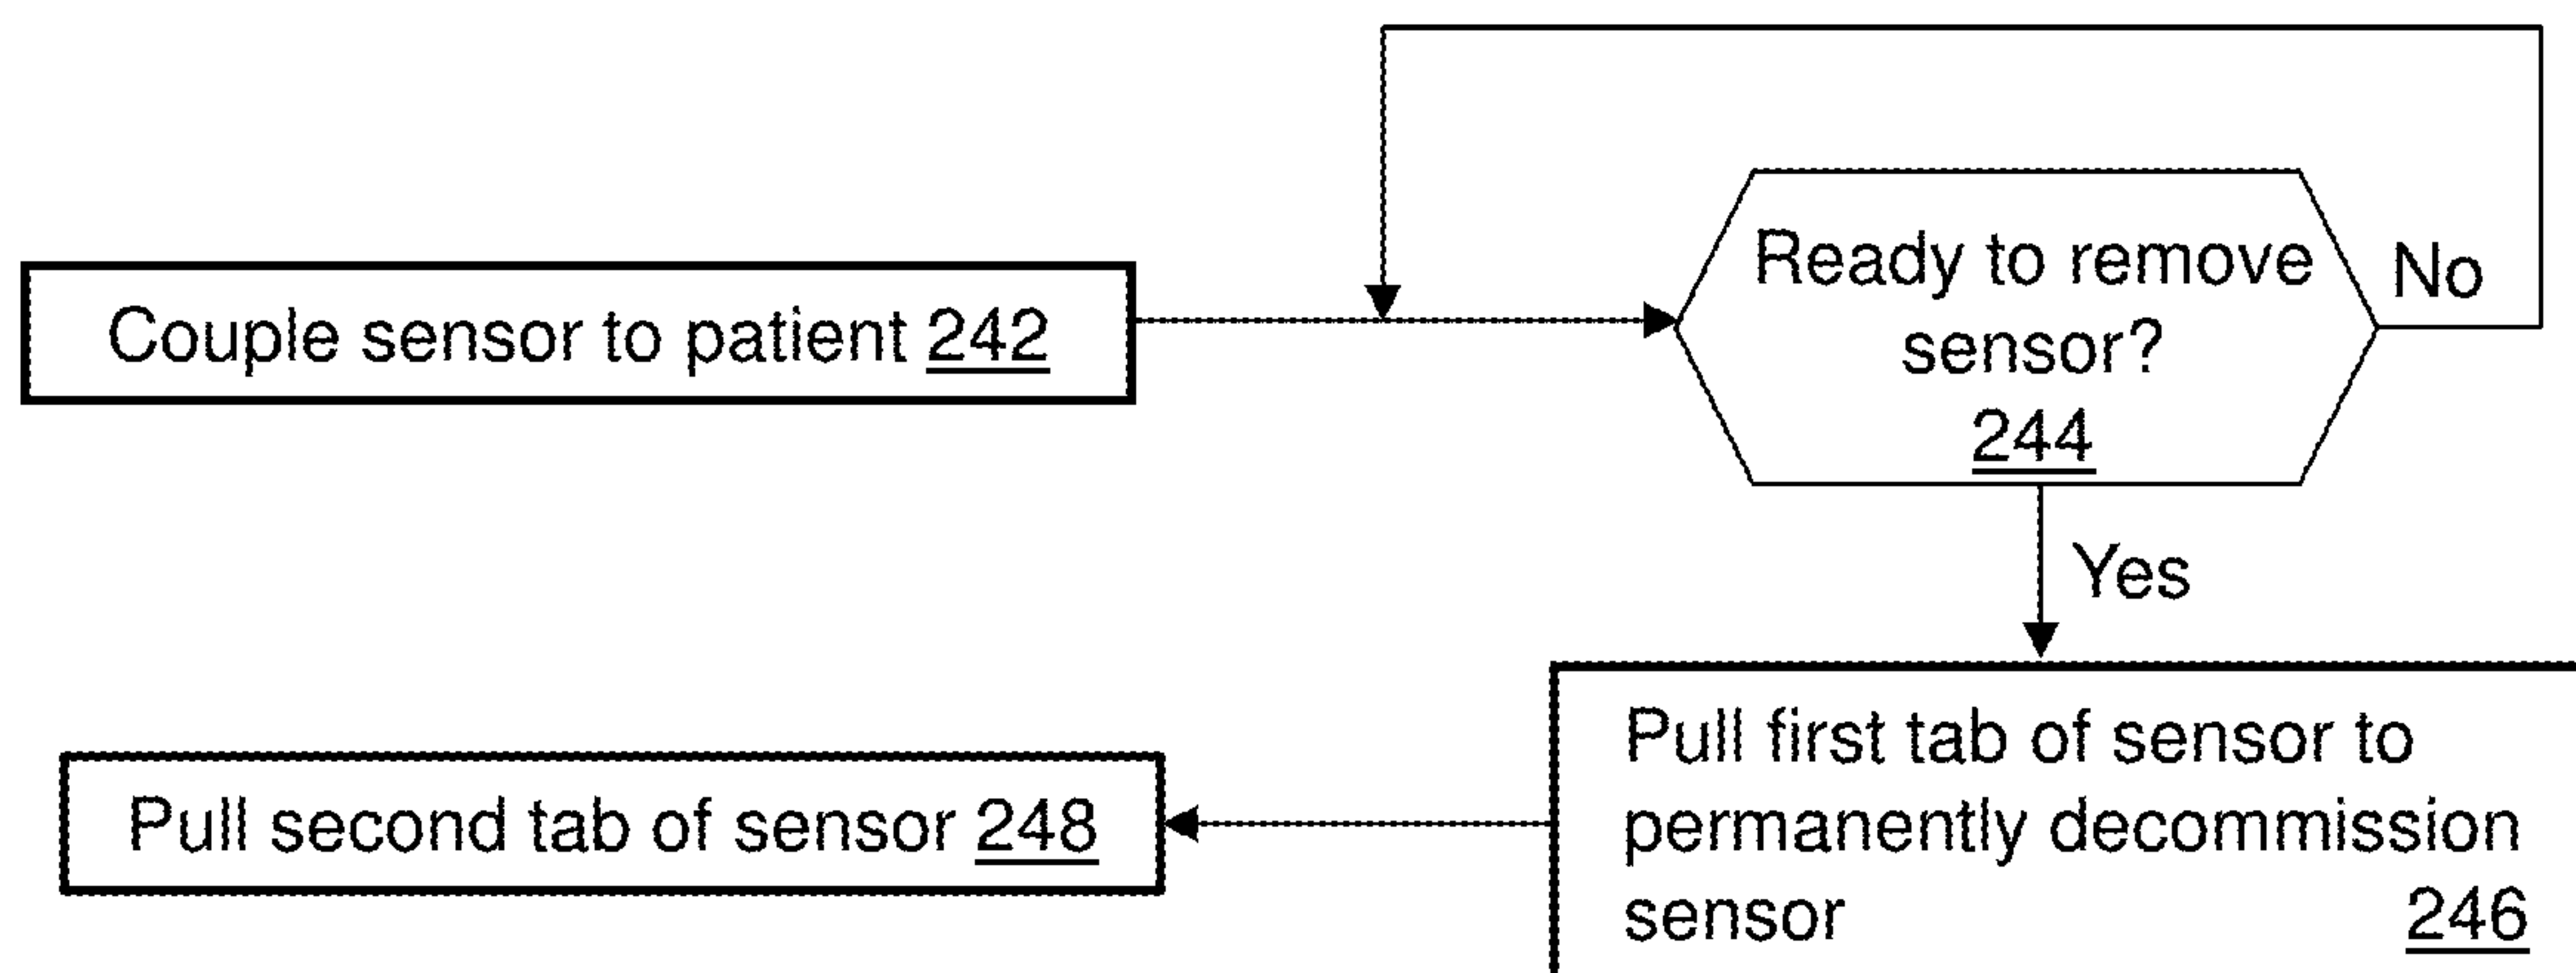 Couple sensor to patient 242
Ready to remove
sensor?
244
No
Yes
Pull first tab of sensor to
permanently decommission
sensor 246
Pull second tab of sensor 248